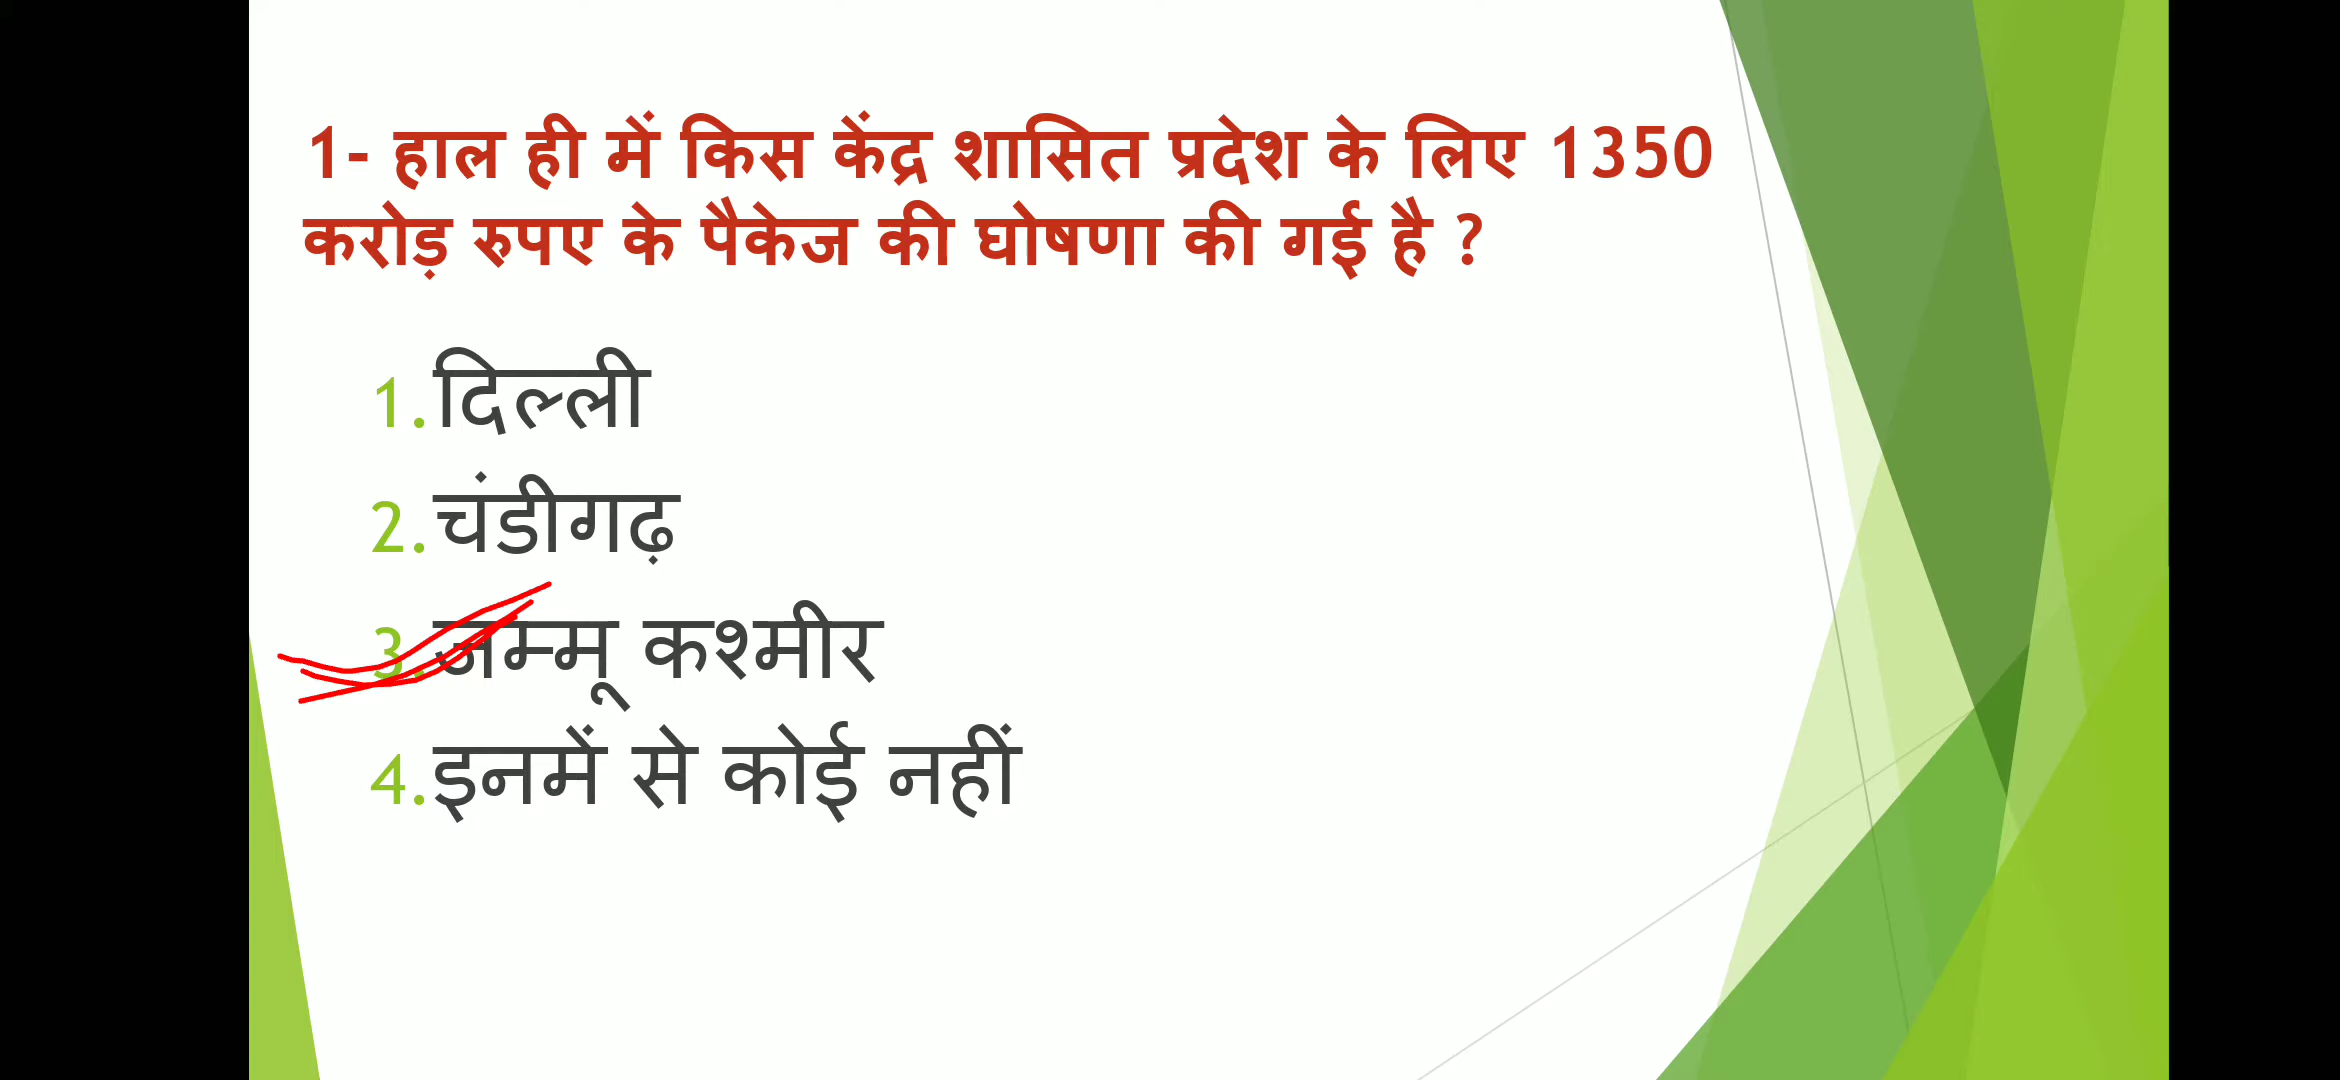 1- हाल ही में किस केंद्र शासित प्रदेश के लिए 1350
करोड़ रुपए के पैकेज की घोषणा की गई है ?
1. दिल्ली
2. चंडीगढ़
3. जम्मू कश्मीर
4. इनमें से कोई नहीं